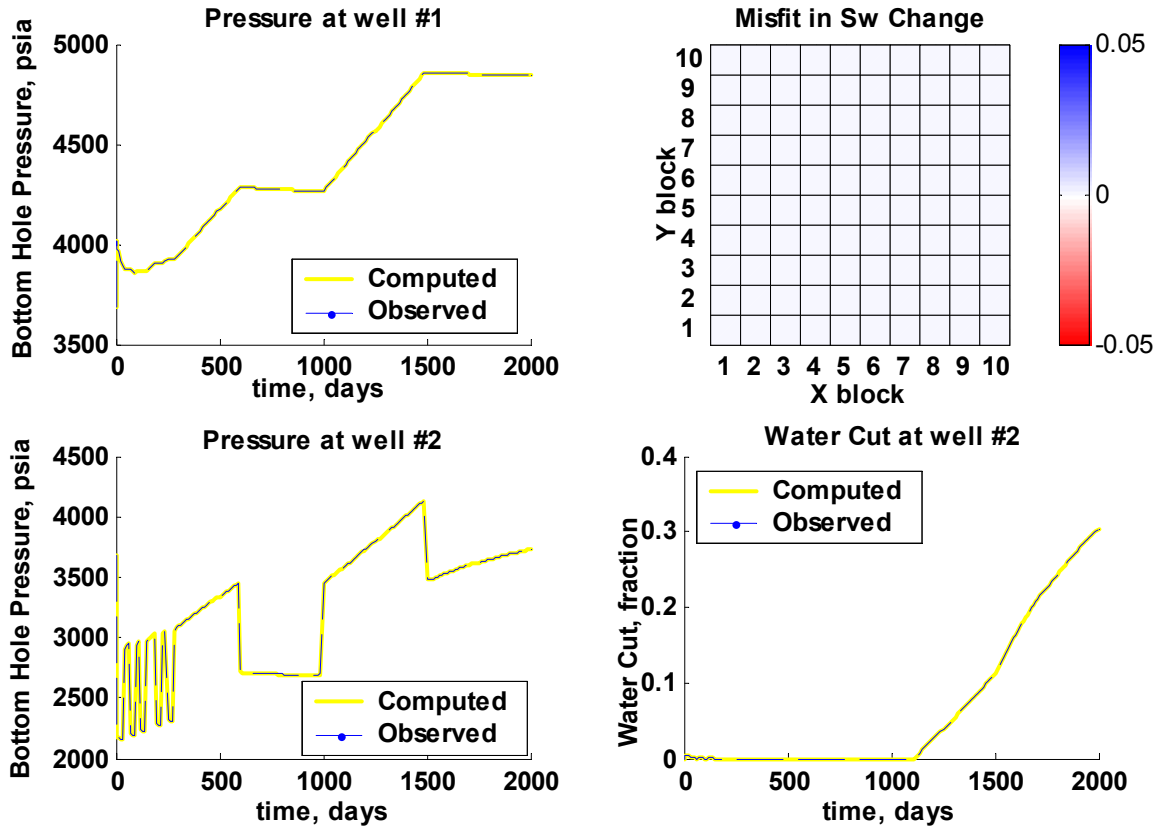 Pressure at well #1
Bottom Hole Pressure, psia
5000
4500
4000
3500
Computed
Observed
0 500 1000 1500 2000
time, days
Misfit in Sw Change
Y block
10
9
8
7
6
5
4
3
2
1
1 2 3 4 5 6 7 8 9 10
X block
0.05
0
-0.05
Pressure at well #2
Bottom Hole Pressure, psia
4500
4000
3500
3000
2500
2000
Computed
Observed
0 500 1000 1500 2000
time, days
Water Cut at well #2
Water Cut, fraction
0.4
0.3
0.2
0.1
0
Computed
Observed
0 500 1000 1500 2000
time, days